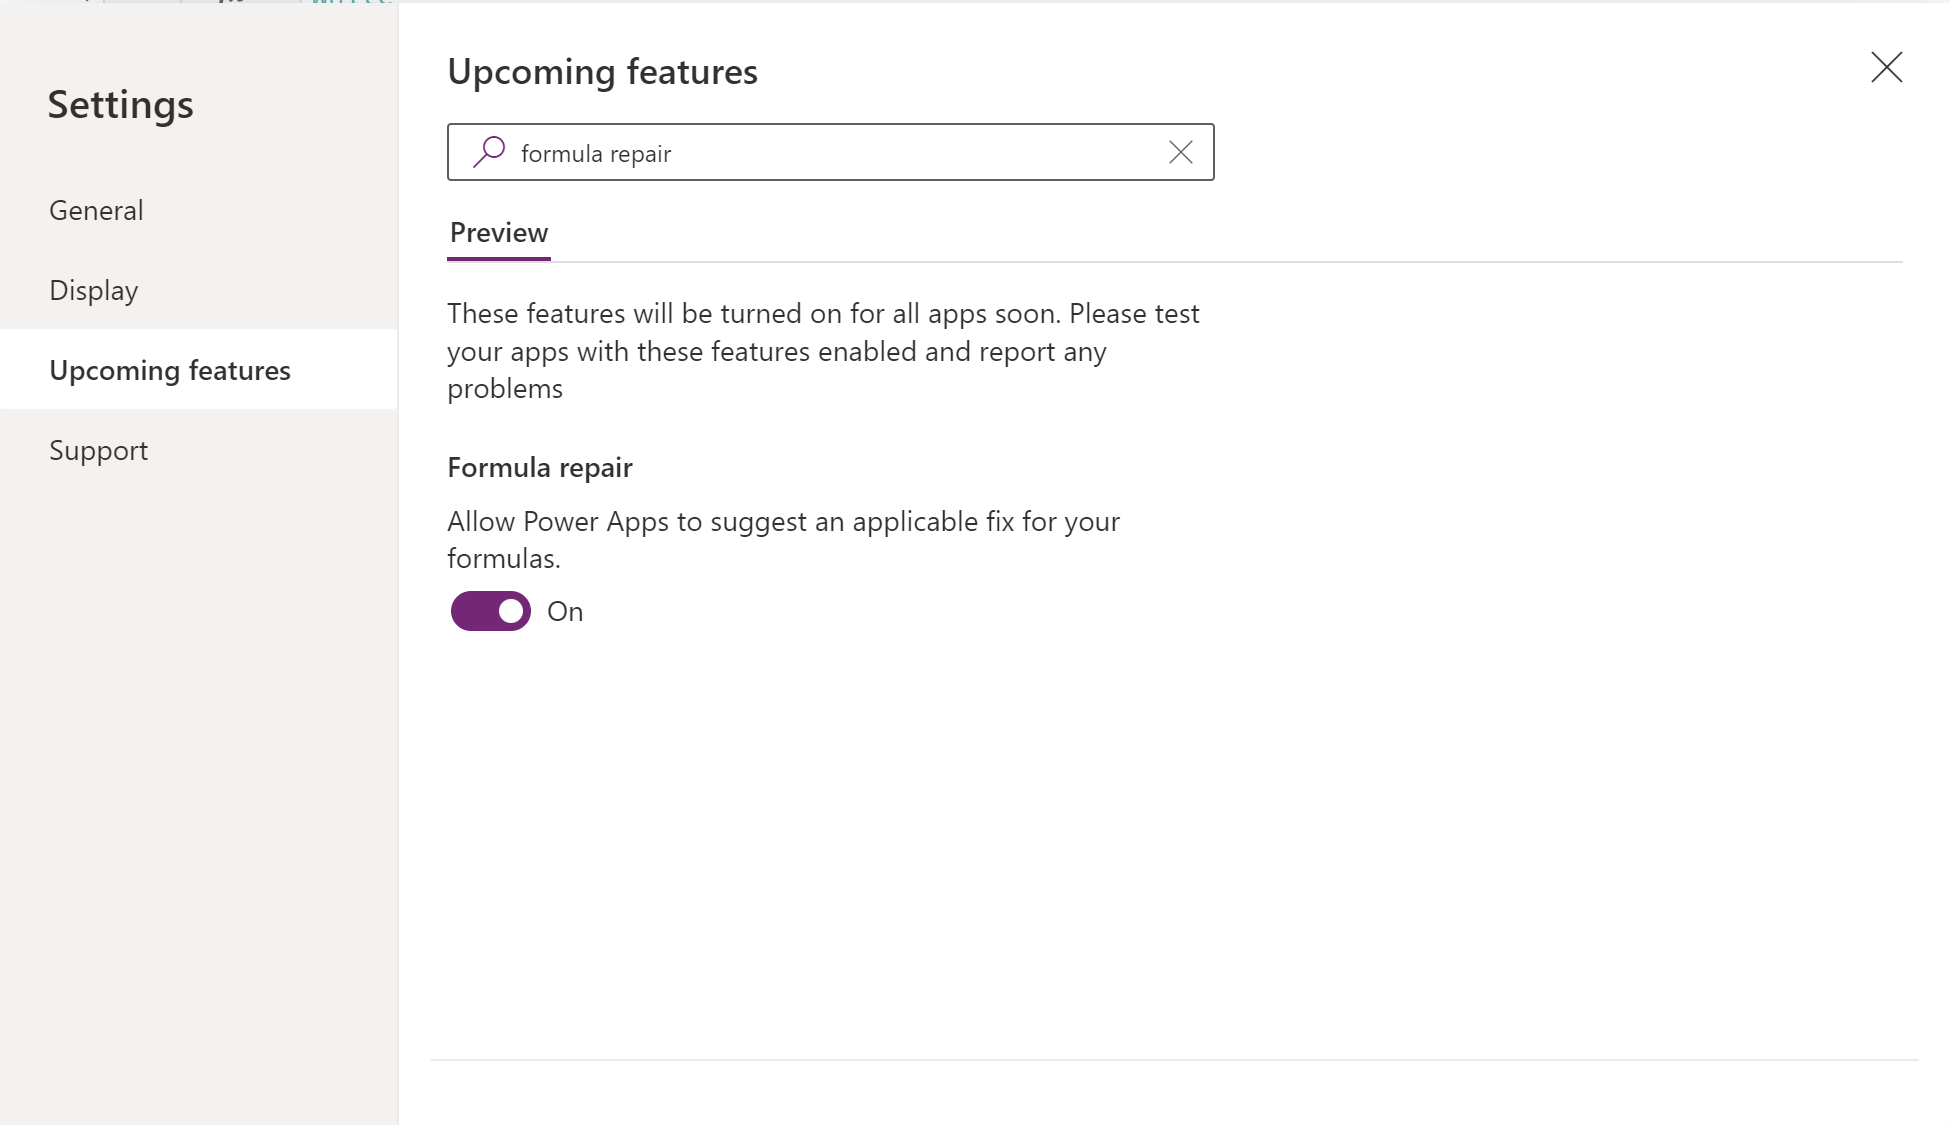 Settings
General
Display
Upcoming features
Support
Upcoming features
formula repair
Preview
These features will be turned on for all apps soon. Please test
your apps with these features enabled and report any
problems
Formula repair
Allow Power Apps to suggest an applicable fix for your
formulas.
On